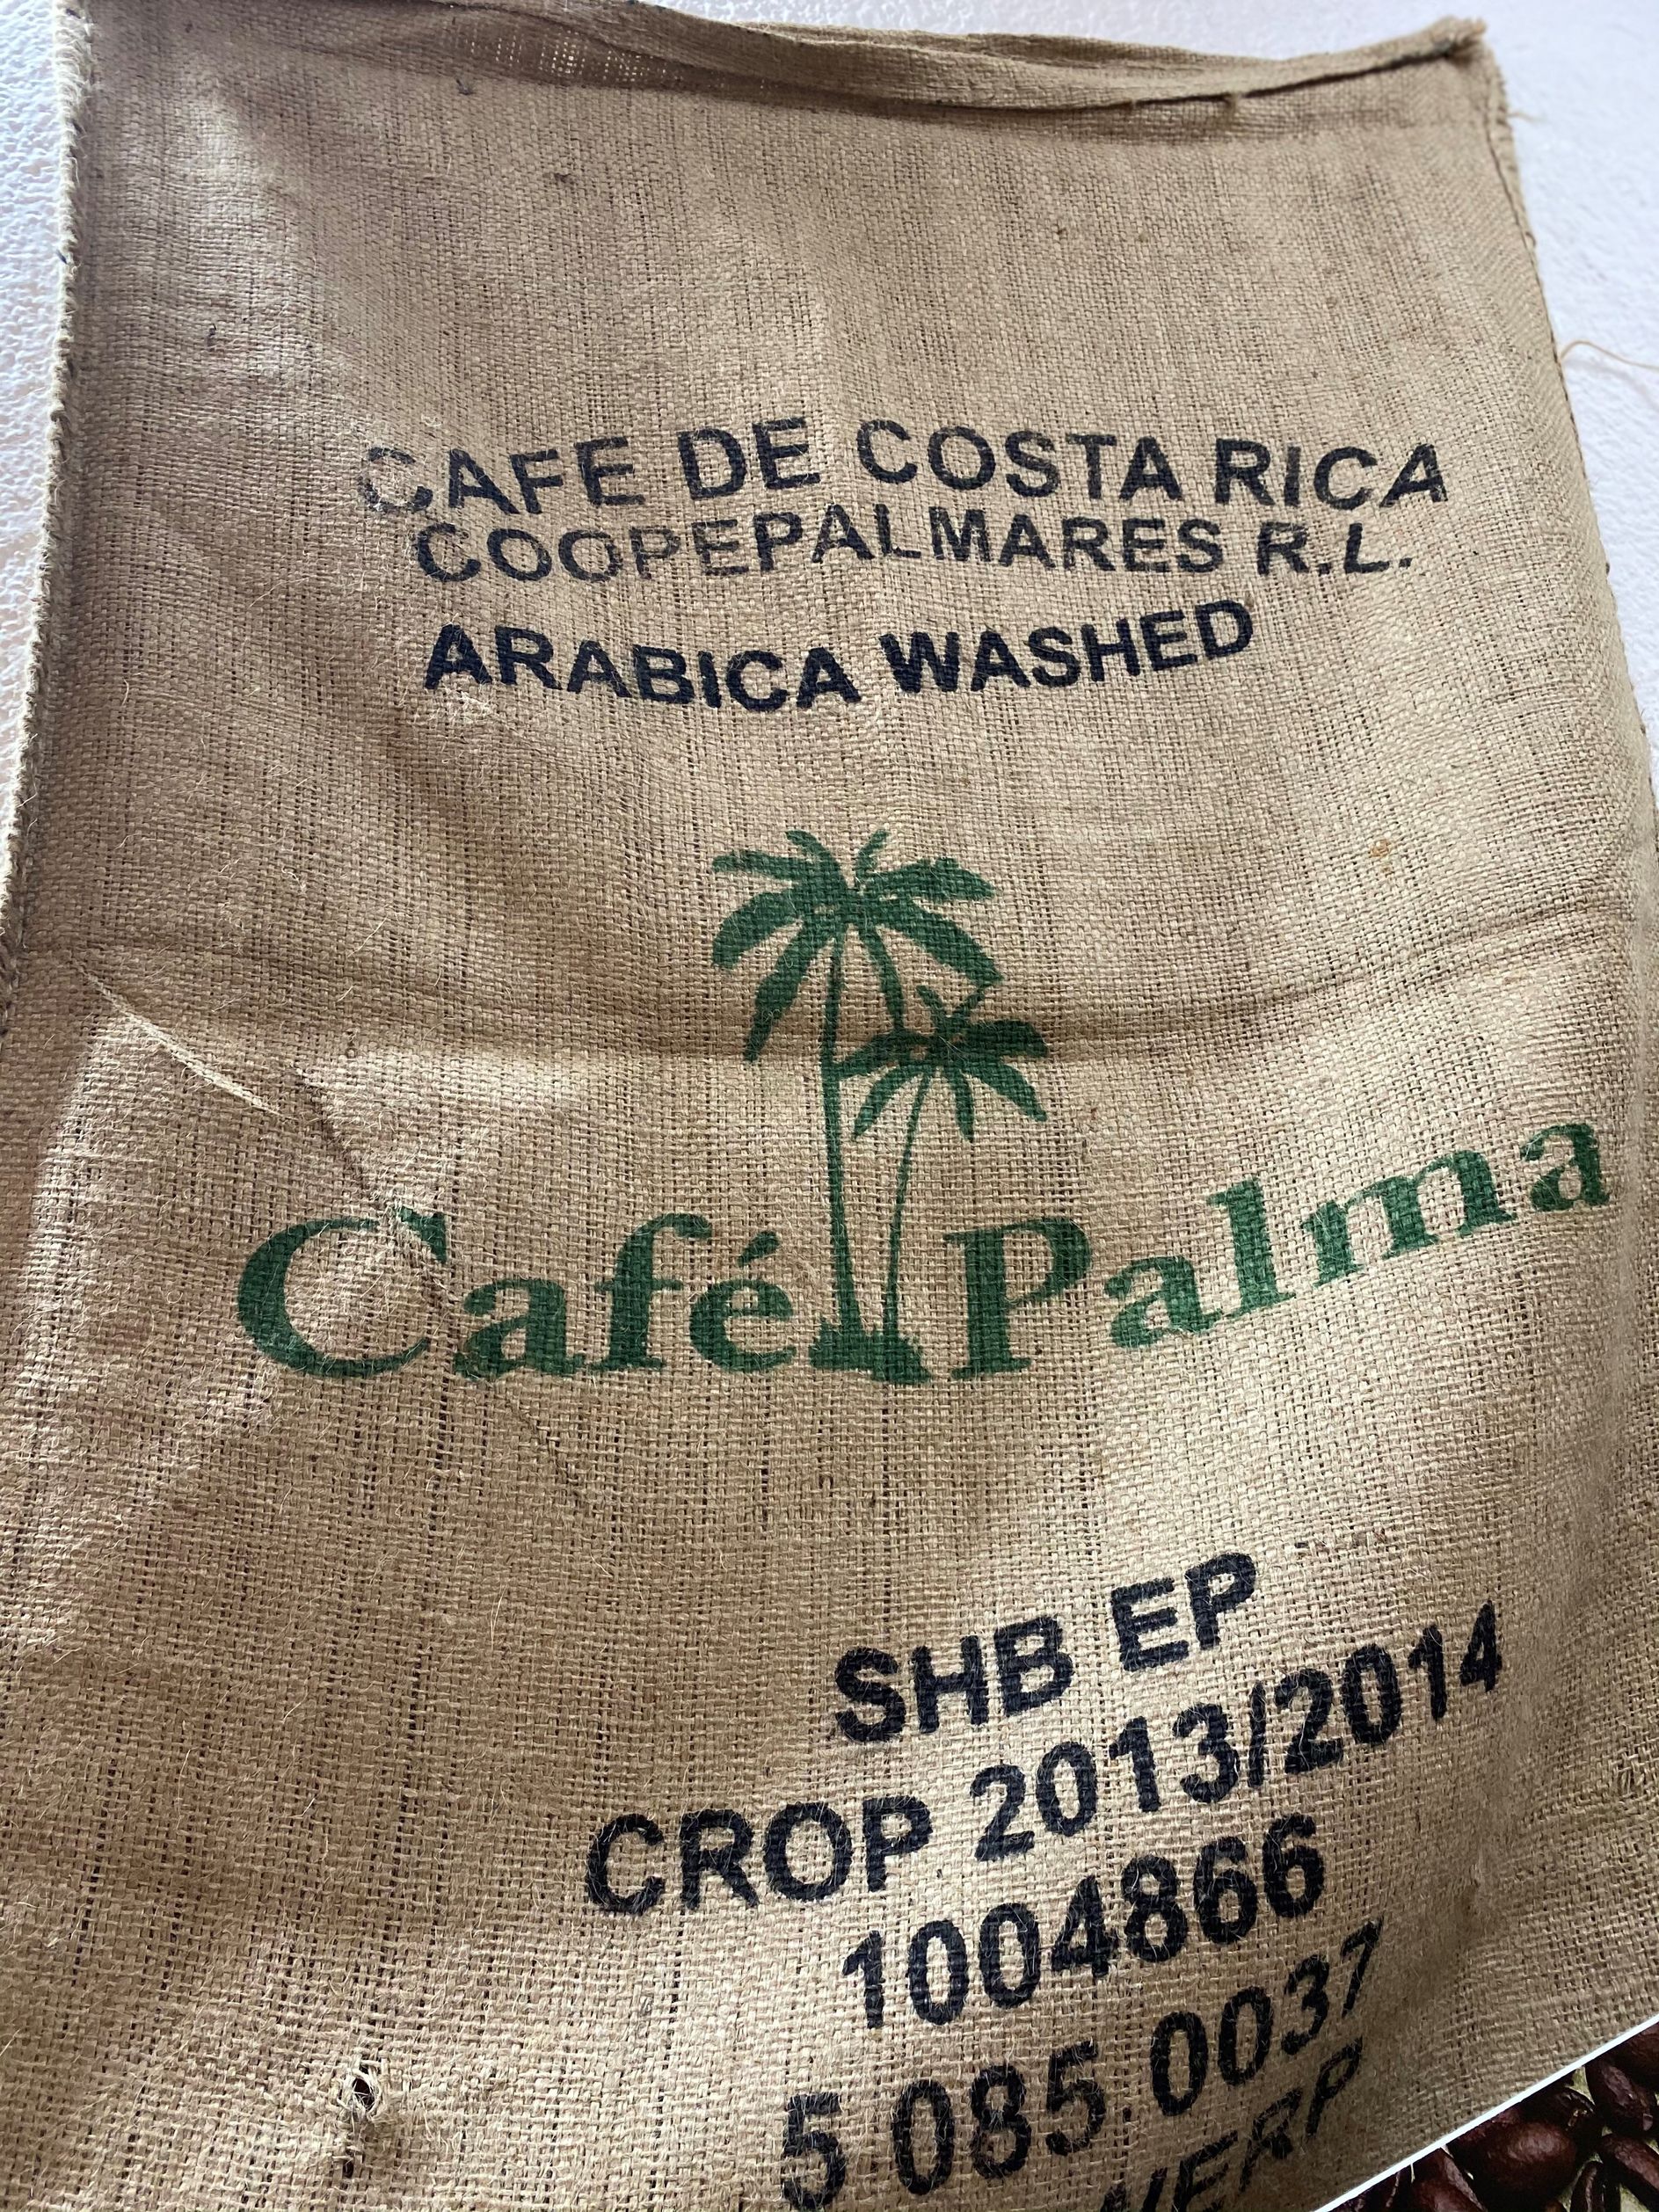 CAFE DE COSTA RICA
COOPEPALMARES R.L.
ARABICA WASHED
Café Palma
SHB EP
CROP 2013/2014
1004866
5.085.0037